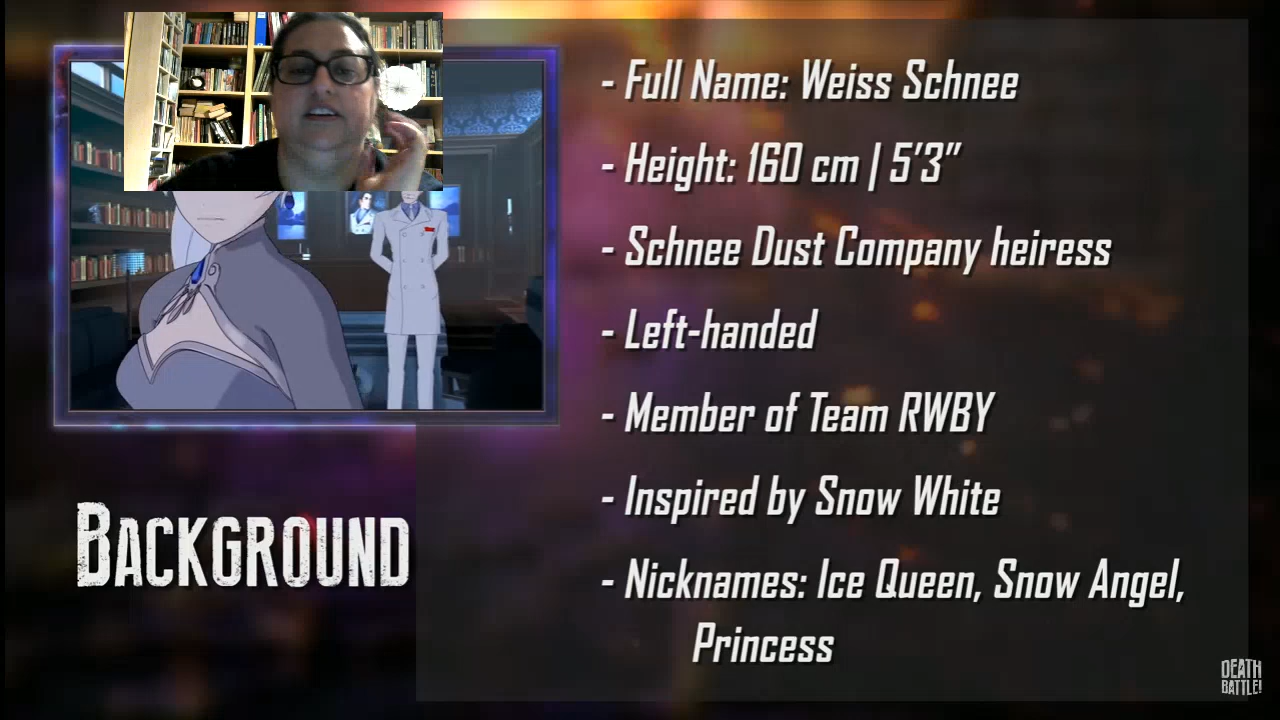 - Full Name: Weiss Schnee
- Height: 160 cm | 5'3"
- Schnee Dust Company heiress
- Left-handed
- Member of Team RWBY
- Inspired by Snow White
- Nicknames: Ice Queen, Snow Angel,
Princess
BACKGROUND
DEATH
BATTLE!